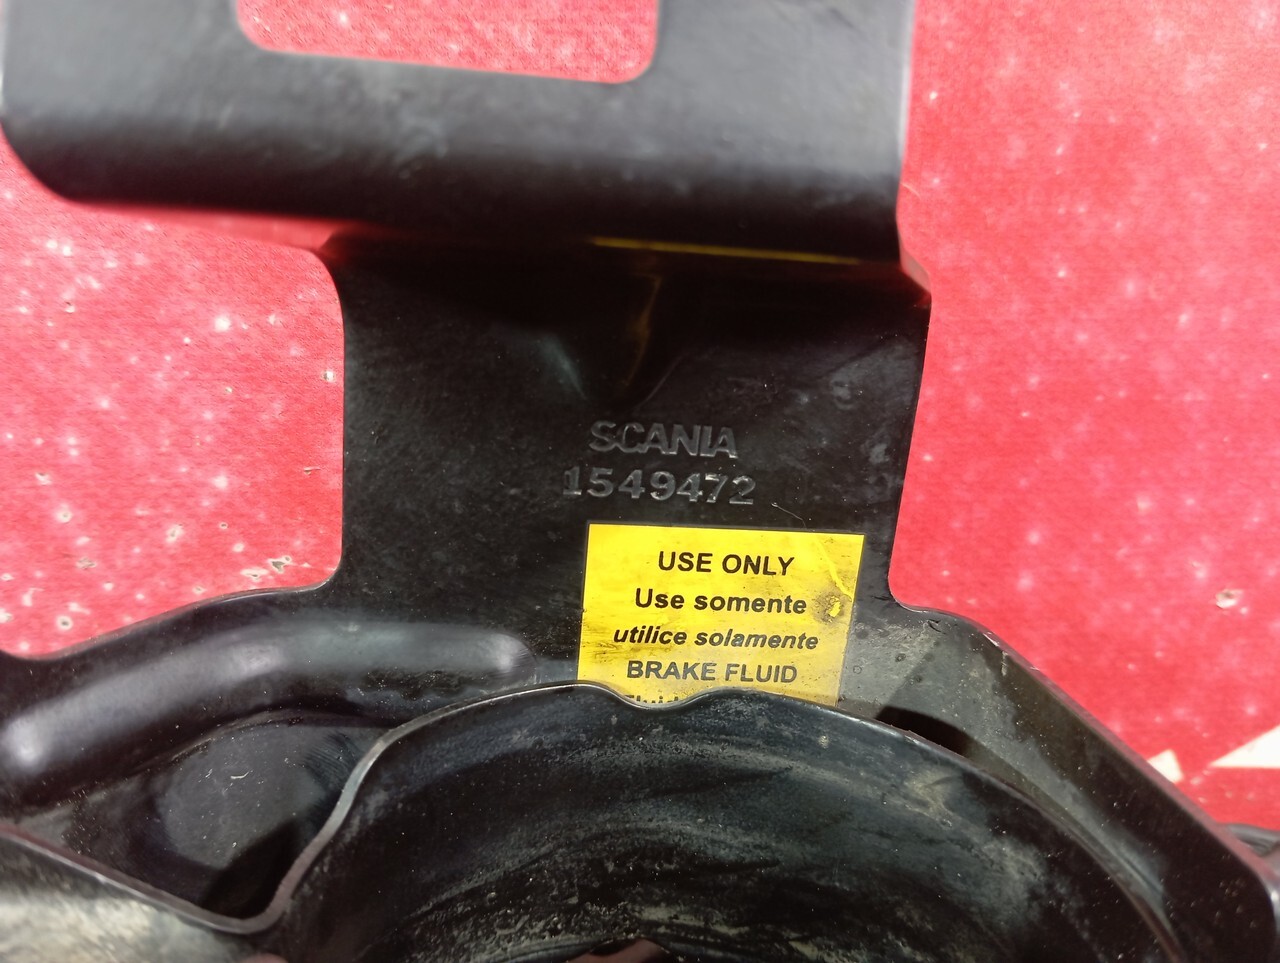 SCANIA
1549472
USE ONLY
Use somente
utilice solamente
BRAKE FLUID